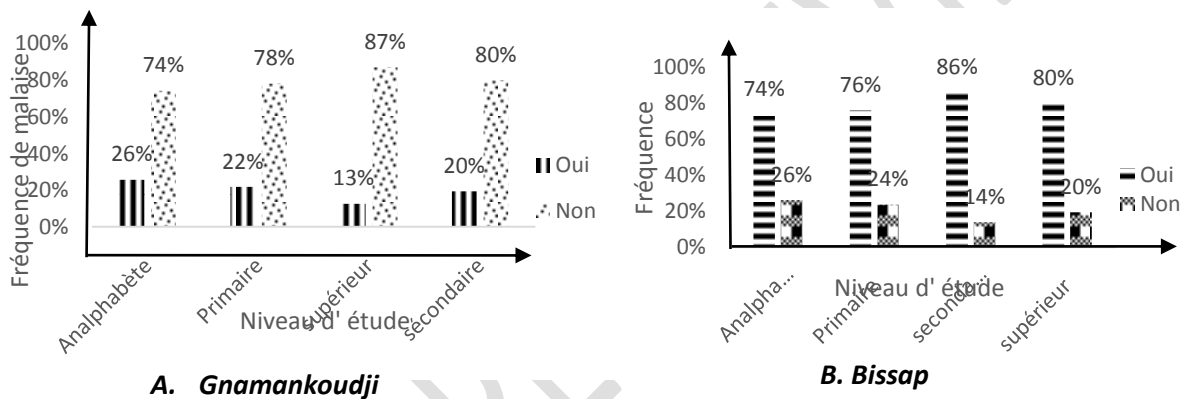 Fréquence de malaise
100%
80%
60%
40%
20%
0%
26%
74%
22%
78%
13%
87%
20%
80%
Analphabète
Primaire
supérieur
secondaire
Niveau d' étude
Oui
Non
A. Gnamankoudji
Fréquence
100%
80%
60%
40%
20%
0%
74%
26%
76%
24%
86%
14%
80%
20%
Analpha...
Primaire
seconda...
supérieur
Niveau d' étude
Oui
Non
B. Bissap